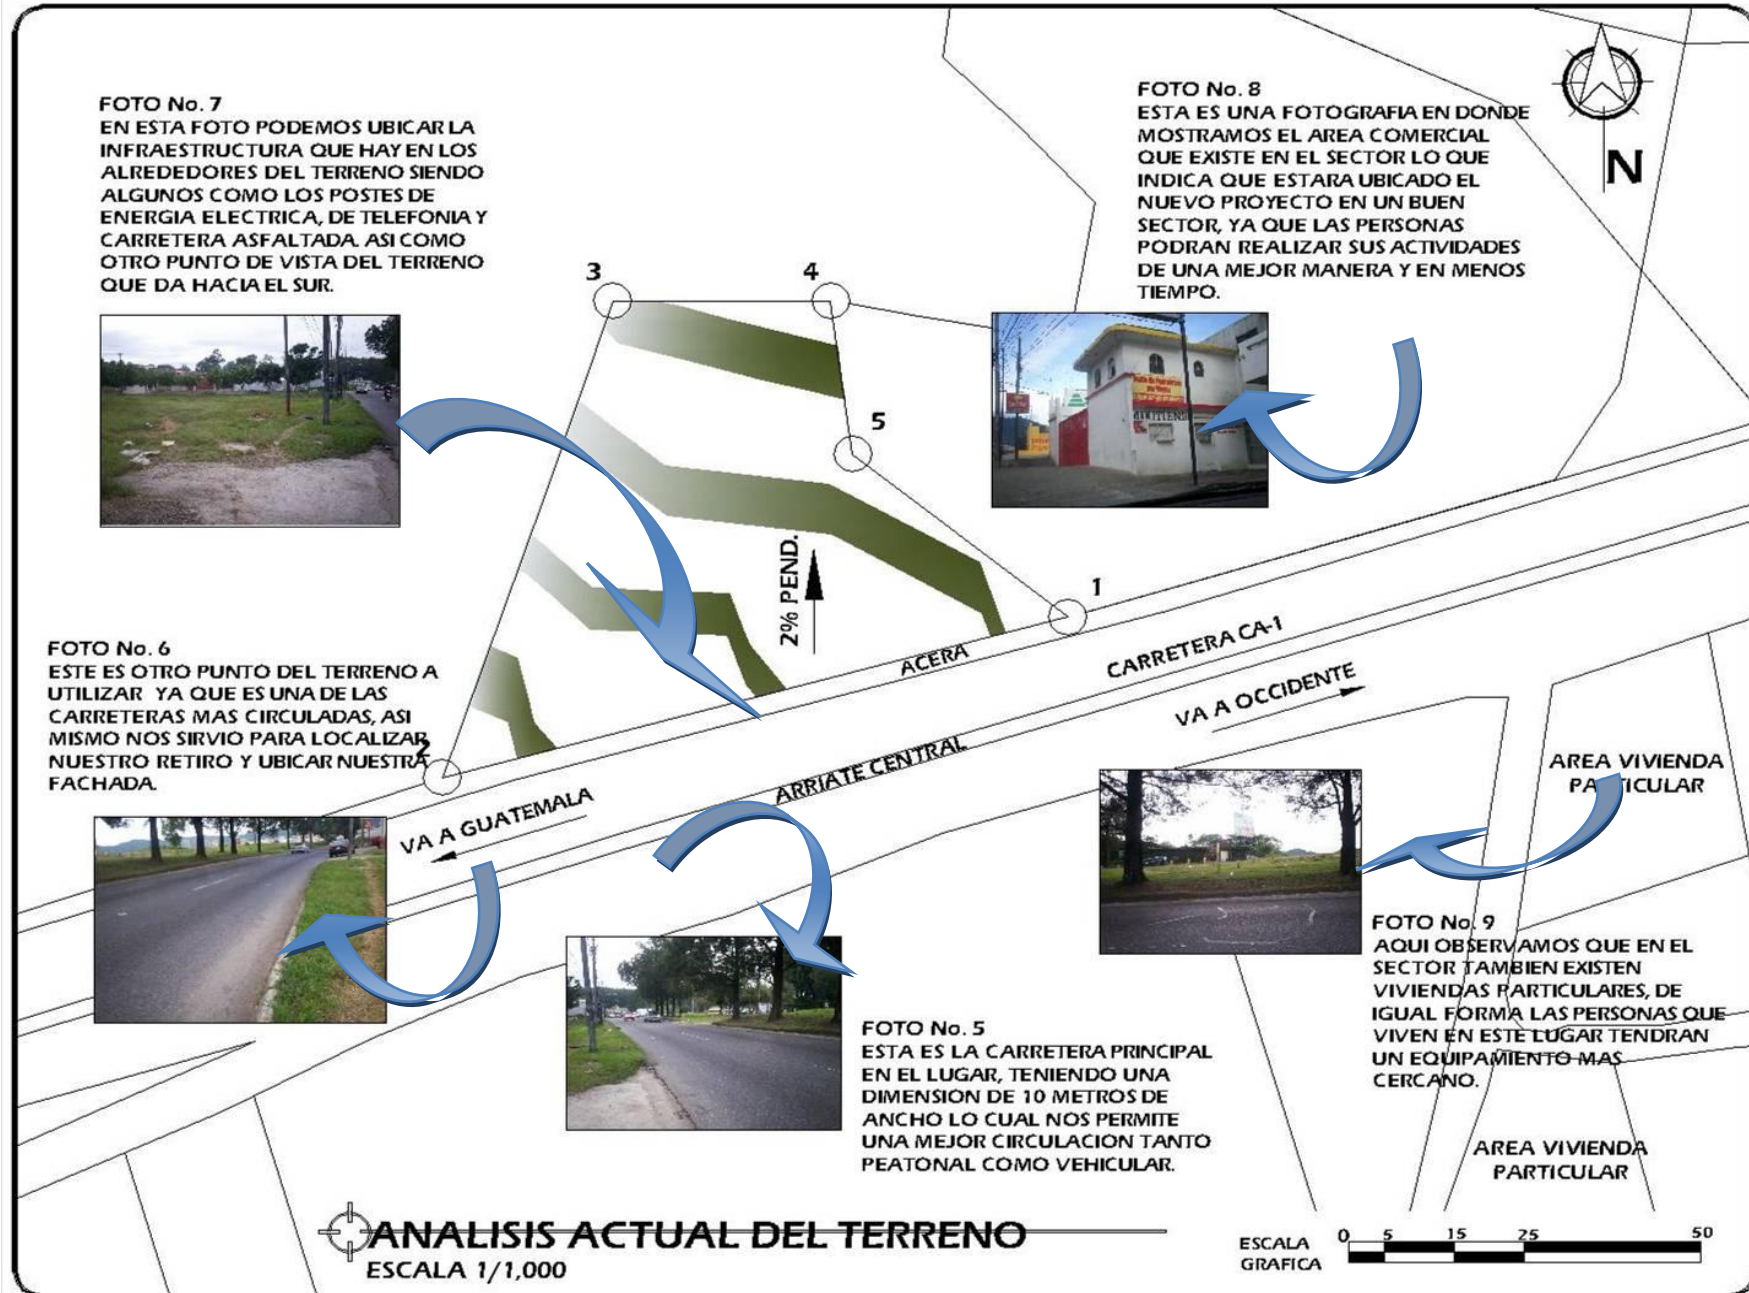 FOTO No. 7
EN ESTA FOTO PODEMOS UBICAR LA
INFRAESTRUCTURA QUE HAY EN LOS
ALREDEDORES DEL TERRENO SIENDO
ALGUNOS COMO LOS POSTES DE
ENERGIA ELECTRICA, DE TELEFONIA Y
CARRETERA ASFALTADA. ASI COMO
OTRO PUNTO DE VISTA DEL TERRENO
QUE DA HACIA EL SUR.
FOTO No. 8
ESTA ES UNA FOTOGRAFIA EN DONDE
MOSTRAMOS EL AREA COMERCIAL
QUE EXISTE EN EL SECTOR LO QUE
INDICA QUE ESTARA UBICADO EL
NUEVO PROYECTO EN UN BUEN
SECTOR, YA QUE LAS PERSONAS
PODRAN REALIZAR SUS ACTIVIDADES
DE UNA MEJOR MANERA Y EN MENOS
TIEMPO.
N
3
4
5
1
2
2% PEND.
ACERA
CARRETERA CA-1
VA A OCCIDENTE
ARRIATE CENTRAL
VA A GUATEMALA
FOTO No. 6
ESTE ES OTRO PUNTO DEL TERRENO A
UTILIZAR YA QUE ES UNA DE LAS
CARRETERAS MAS CIRCULADAS, ASI
MISMO NOS SIRVIO PARA LOCALIZAR
NUESTRO RETIRO Y UBICAR NUESTRA
FACHADA.
AREA VIVIENDA
PARTICULAR
FOTO No. 9
AQUI OBSERVAMOS QUE EN EL
SECTOR TAMBIEN EXISTEN
VIVIENDAS PARTICULARES, DE
IGUAL FORMA LAS PERSONAS QUE
VIVEN EN ESTE LUGAR TENDRAN
UN EQUIPAMIENTO MAS
CERCANO.
FOTO No. 5
ESTA ES LA CARRETERA PRINCIPAL
EN EL LUGAR, TENIENDO UNA
DIMENSION DE 10 METROS DE
ANCHO LO CUAL NOS PERMITE
UNA MEJOR CIRCULACION TANTO
PEATONAL COMO VEHICULAR.
AREA VIVIENDA
PARTICULAR
ANALISIS ACTUAL DEL TERRENO
ESCALA 1/1,000
ESCALA
GRAFICA
0 5 15 25 50